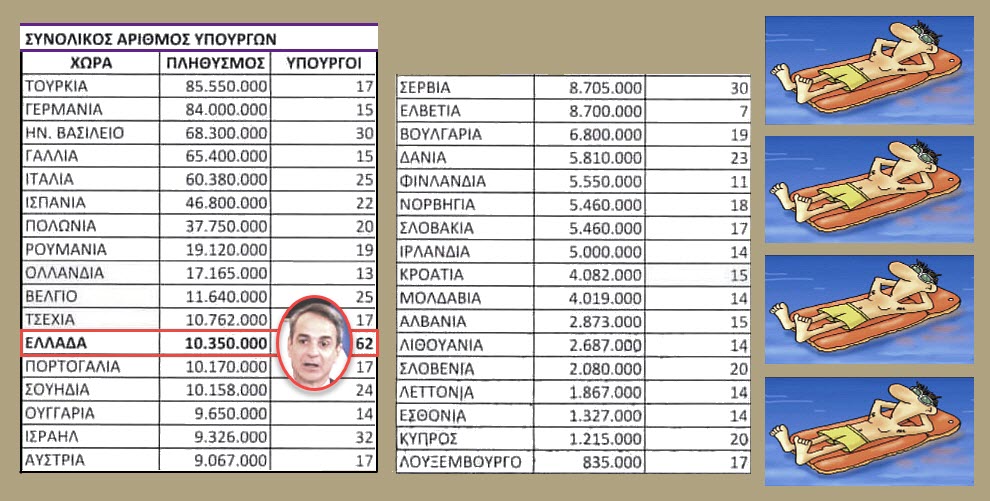 ΣΥΝΟΛΙΚΟΣ ΑΡΙΘΜΟΣ ΥΠΟΥΡΓΩΝ
ΧΩΡΑ ΠΛΗΘΥΣΜΟΣ ΥΠΟΥΡΓΟΙ
ΤΟΥΡΚΙΑ 85.550.000 17
ΓΕΡΜΑΝΙΑ 84.000.000 15
ΗΝ. ΒΑΣΙΛΕΙΟ 68.300.000 30
ΓΑΛΛΙΑ 65.400.000 15
ΙΤΑΛΙΑ 60.380.000 25
ΙΣΠΑΝΙΑ 46.800.000 22
ΠΟΛΩΝΙΑ 37.750.000 20
ΡΟΥΜΑΝΙΑ 19.120.000 19
ΟΛΛΑΝΔΙΑ 17.165.000 13
ΒΕΛΓΙΟ 11.640.000 25
ΤΣΕΧΙΑ 10.762.000 17
ΕΛΛΑΔΑ 10.350.000 62
ΠΟΡΤΟΓΑΛΙΑ 10.170.000 17
ΣΟΥΗΔΙΑ 10.158.000 24
ΟΥΓΓΑΡΙΑ 9.650.000 14
ΙΣΡΑΗΛ 9.326.000 32
ΑΥΣΤΡΙΑ 9.067.000 17
ΣΕΡΒΙΑ 8.705.000 30
ΕΛΒΕΤΙΑ 8.700.000 7
ΒΟΥΛΓΑΡΙΑ 6.800.000 19
ΔΑΝΙΑ 5.810.000 23
ΦΙΝΛΑΝΔΙΑ 5.550.000 11
ΝΟΡΒΗΓΙΑ 5.460.000 18
ΣΛΟΒΑΚΙΑ 5.460.000 17
ΙΡΛΑΝΔΙΑ 5.000.000 14
ΚΡΟΑΤΙΑ 4.082.000 15
ΜΟΛΔΑΒΙΑ 4.019.000 14
ΑΛΒΑΝΙΑ 2.873.000 15
ΛΙΘΟΥΑΝΙΑ 2.687.000 14
ΣΛΟΒΕΝΙΑ 2.080.000 20
ΛΕΤΤΟΝΙΑ 1.867.000 14
ΕΣΘΟΝΙΑ 1.327.000 14
ΚΥΠΡΟΣ 1.215.000 20
ΛΟΥΞΕΜΒΟΥΡΓΟ 835.000 17